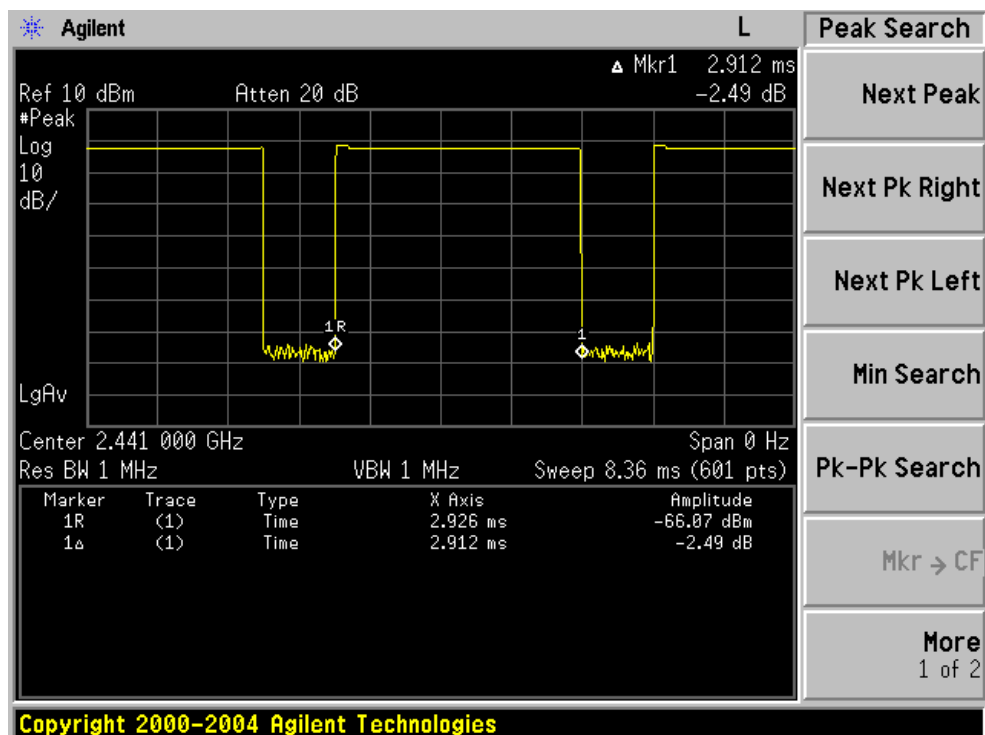 Agilent L Peak Search
Δ Mkr1 2.912 ms
Ref 10 dBm Atten 20 dB -2.49 dB
#Peak
Log
10
dB/
1R
1
LgAv
Center 2.441 000 GHz Span 0 Hz
Res BW 1 MHz VBW 1 MHz Sweep 8.36 ms (601 pts)
Marker Trace Type X Axis Amplitude
1R (1) Time 2.926 ms -66.07 dBm
1Δ (1) Time 2.912 ms -2.49 dB
Next Peak
Next Pk Right
Next Pk Left
Min Search
Pk-Pk Search
Mkr → CF
More
1 of 2
Copyright 2000-2004 Agilent Technologies